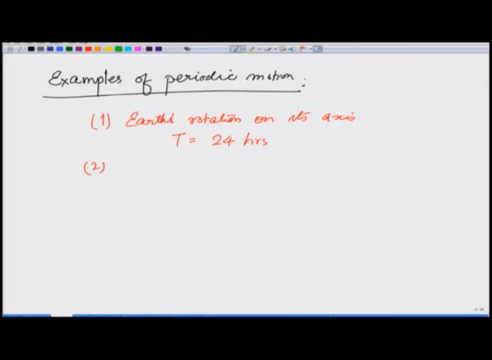 Examples of periodic motion:
(1) Earth's rotation on its axis
T = 24 hrs
(2)